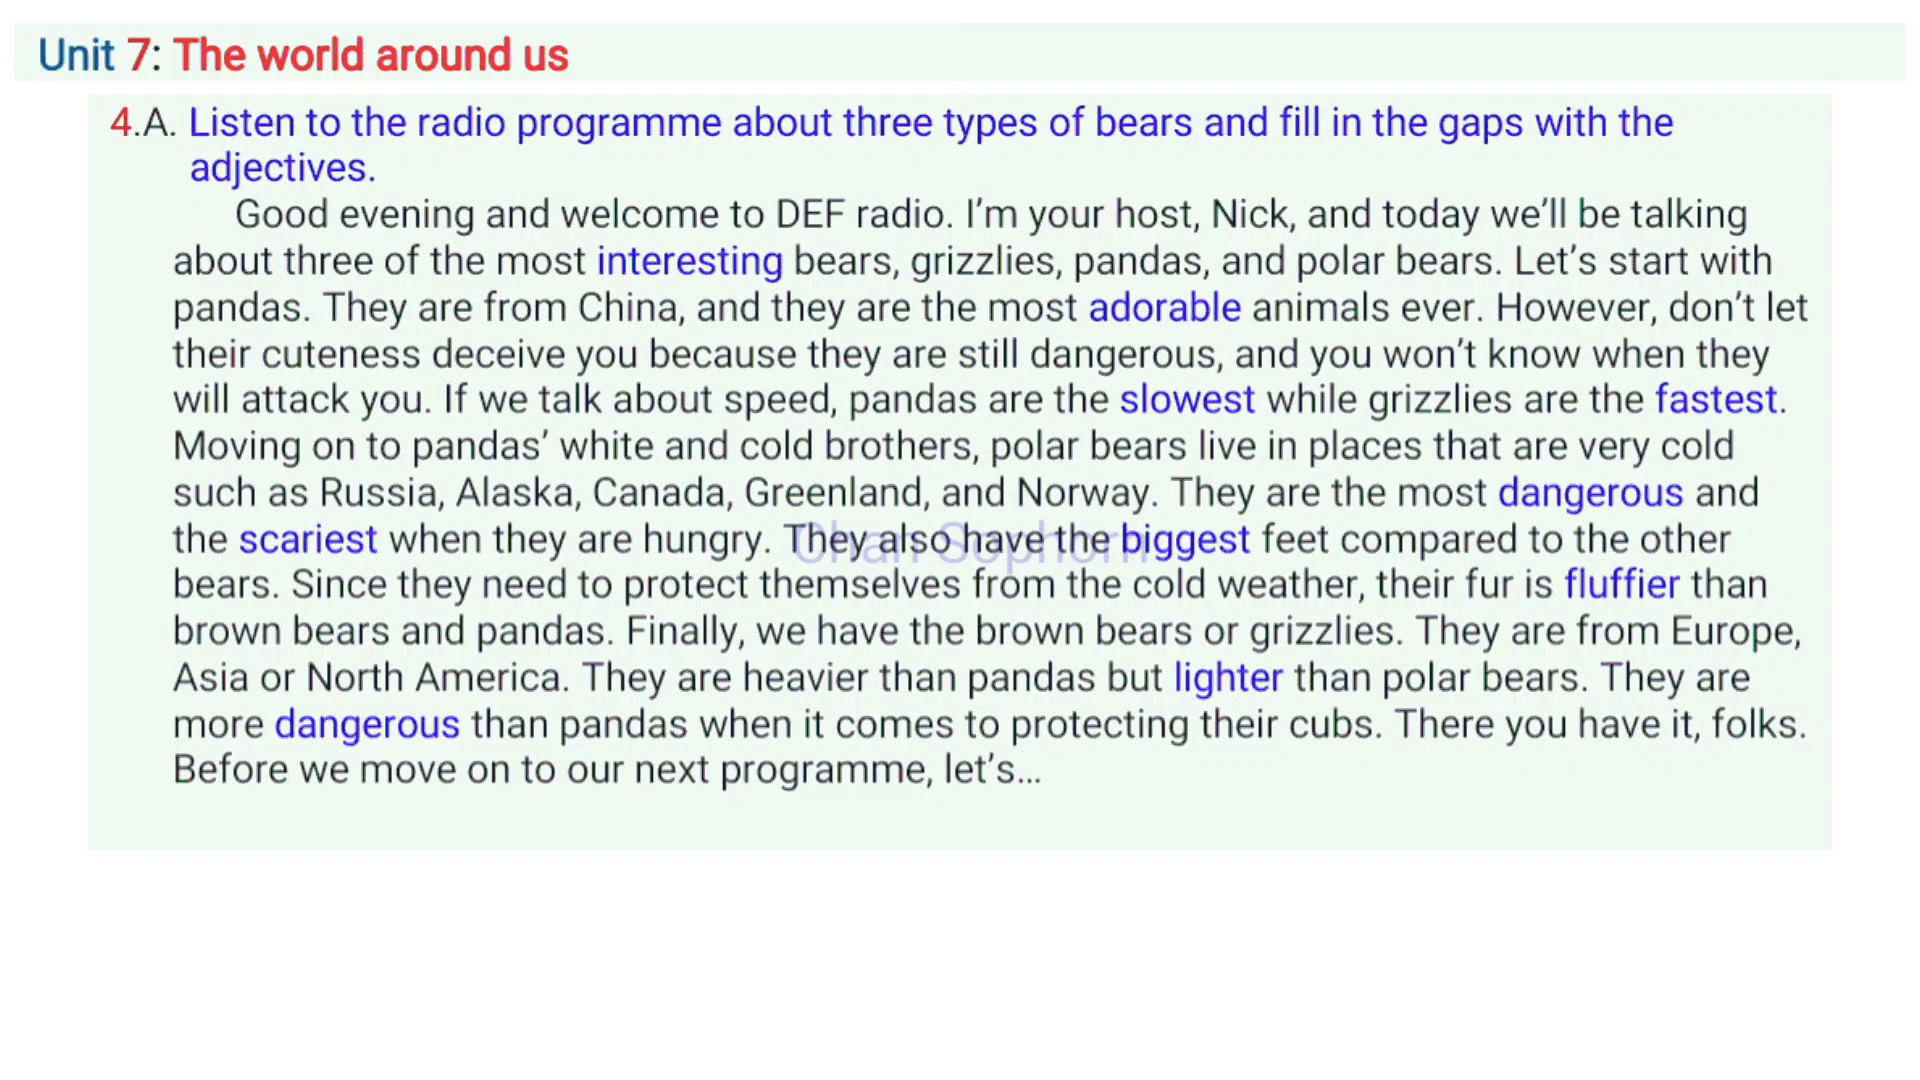 Unit 7: The world around us
4.A. Listen to the radio programme about three types of bears and fill in the gaps with the
adjectives.
Good evening and welcome to DEF radio. I’m your host, Nick, and today we’ll be talking
about three of the most interesting bears, grizzlies, pandas, and polar bears. Let’s start with
pandas. They are from China, and they are the most adorable animals ever. However, don’t let
their cuteness deceive you because they are still dangerous, and you won’t know when they
will attack you. If we talk about speed, pandas are the slowest while grizzlies are the fastest.
Moving on to pandas’ white and cold brothers, polar bears live in places that are very cold
such as Russia, Alaska, Canada, Greenland, and Norway. They are the most dangerous and
the scariest when they are hungry. They also have the biggest feet compared to the other
Chan Sophorn
bears. Since they need to protect themselves from the cold weather, their fur is fluffier than
brown bears and pandas. Finally, we have the brown bears or grizzlies. They are from Europe,
Asia or North America. They are heavier than pandas but lighter than polar bears. They are
more dangerous than pandas when it comes to protecting their cubs. There you have it, folks.
Before we move on to our next programme, let’s…